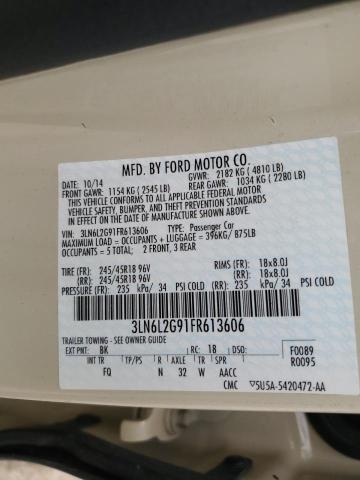 MFD. BY FORD MOTOR CO.
DATE: 10/14 GVWR: 2182 KG ( 4810 LB)
FRONT GAWR: 1154 KG ( 2545 LB) REAR GAWR: 1034 KG ( 2280 LB)
THIS VEHICLE CONFORMS TO ALL APPLICABLE FEDERAL MOTOR
VEHICLE SAFETY, BUMPER, AND THEFT PREVENTION STANDARDS
IN EFFECT ON THE DATE OF MANUFACTURE SHOWN ABOVE.
VIN: 3LN6L2G91FR613606 TYPE: Passenger Car
MAXIMUM LOAD = OCCUPANTS + LUGGAGE = 396KG/ 875LB
OCCUPANTS = 5 TOTAL: 2 FRONT, 3 REAR
TIRE (FR): 245/45R18 96V RIMS (FR): 18x8.0J
(RR): 245/45R18 96V (RR): 18x8.0J
PRESSURE (FR): 235 kPa/ 34 PSI COLD (RR): 235 kPa/ 34 PSI COLD
3LN6L2G91FR613606
TRAILER TOWING - SEE OWNER GUIDE
EXT PNT: BK RC: 18 DSO: F0089
INT TR TP/PS R AXLE TR SPR R0095
FQ N 32 W AACC
CMC 5U5A-5420472-AA